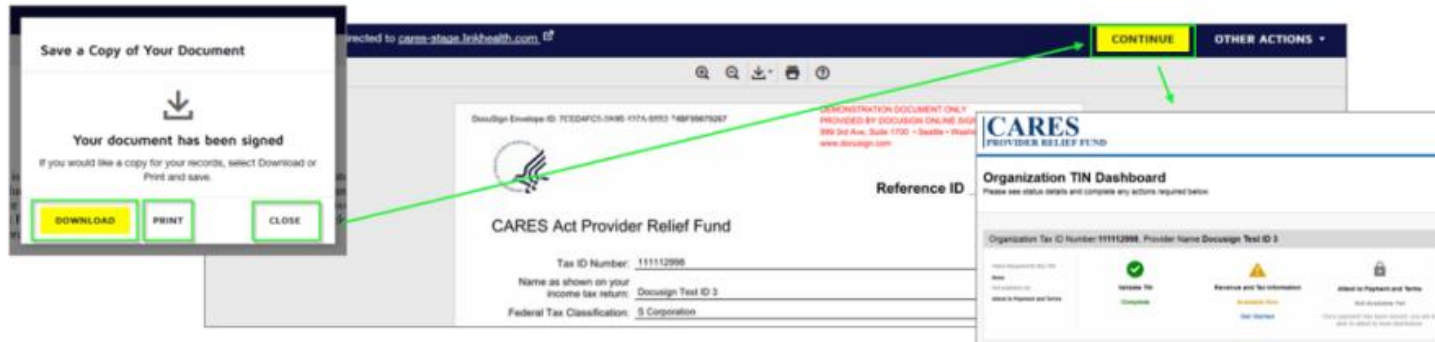 Save a Copy of Your Document
Your document has been signed
If you would like a copy for your records, select Download or
Print and save.
DOWNLOAD PRINT CLOSE
rected to cares-stage.linkhealth.com
CONTINUE OTHER ACTIONS
DocuSign Envelope ID:
DEMONSTRATION DOCUMENT ONLY
PROVIDED BY DOCUSIGN ONLINE SIG
999 3rd Ave, Suite 1700 • Seattle • Washi
www.docusign.com
Reference ID
CARES Act Provider Relief Fund
Tax ID Number: 111112998
Name as shown on your
income tax return: Docusign Test ID 3
Federal Tax Classification: S Corporation
CARES
PROVIDER RELIEF FUND
Organization TIN Dashboard
Please see status details and complete any actions required below.
Organization Tax ID Number 111112998, Provider Name Docusign Test ID 3
Validate TIN
Complete
Revenue and Tax Information
Available Now
Get Started
Attest to Payment and Terms
Not Available Yet